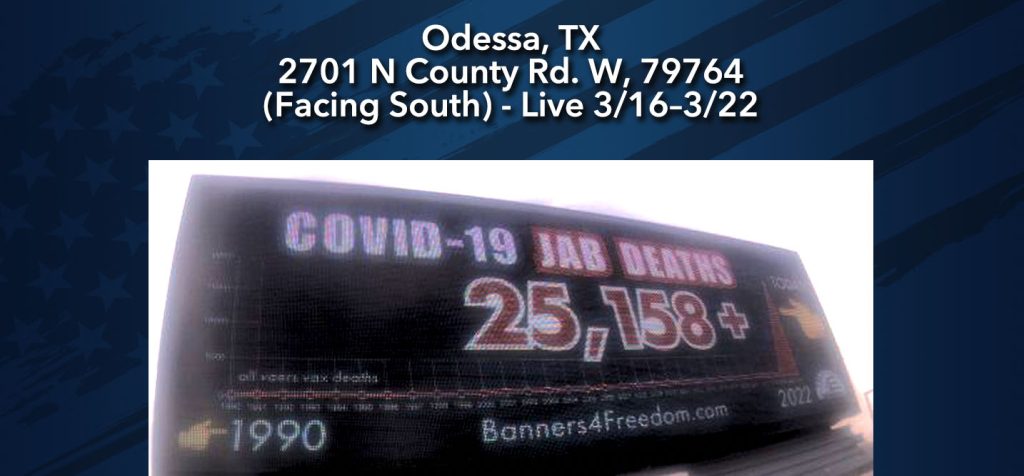 Odessa, TX
2701 N County Rd. W, 79764
(Facing South) - Live 3/16–3/22
COVID-19 JAB DEATHS
25,158+
all vaers vax deaths
1990
Banners4Freedom.com
2022